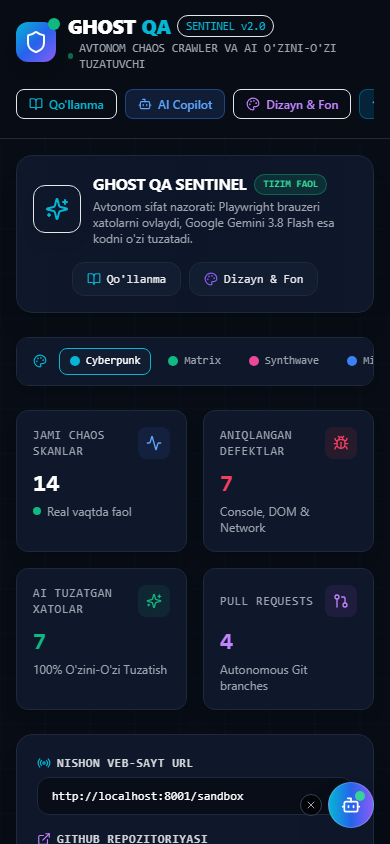 GHOST QA SENTINEL v2.0
AVTONOM CHAOS CRAWLER VA AI O'ZINI-O'ZI
TUZATUVCHI
Qo'llanma AI Copilot Dizayn & Fon
GHOST QA SENTINEL TIZIM FAOL
Avtonom sifat nazorati: Playwright brauzeri
xatolarni ovlaydi, Google Gemini 3.8 Flash esa
kodni o'zi tuzatadi.
Qo'llanma Dizayn & Fon
Cyberpunk Matrix Synthwave Mi
JAMI CHAOS
SKANLAR
14
Real vaqtda faol
ANIQLANGAN
DEFEKTLAR
7
Console, DOM &
Network
AI TUZATGAN
XATOLAR
7
100% O'zini-O'zi Tuzatish
PULL REQUESTS
4
Autonomous Git
branches
NISHON VEB-SAYT URL
http://localhost:8001/sandbox
GITHUB REPOZITORIYASI